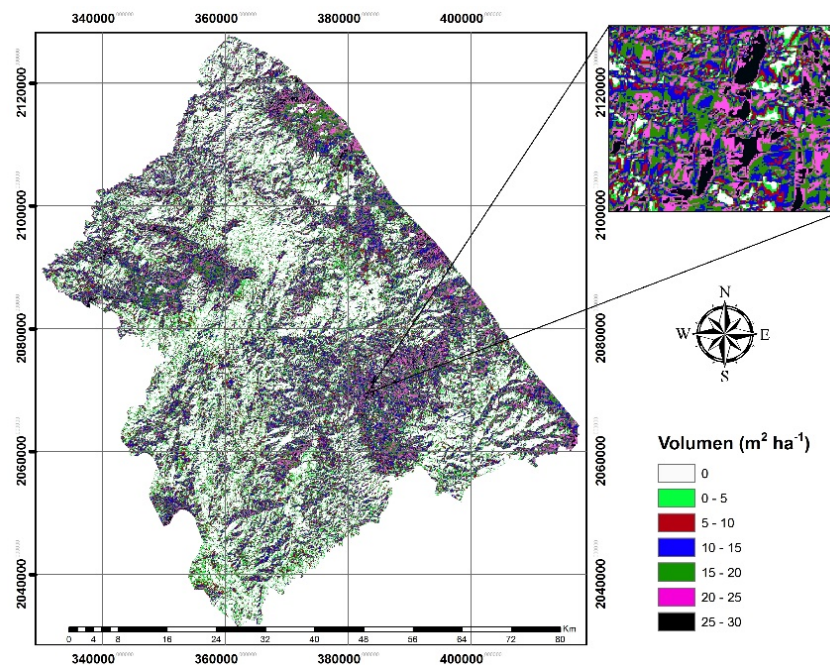 340000 360000 380000 400000
2120000 2120000
2100000 2100000
2080000 2080000
2060000 2060000
2040000 2040000
N
W E
S
Volumen (m² ha⁻¹)
0
0 - 5
5 - 10
10 - 15
15 - 20
20 - 25
25 - 30
Km
0 4 8 16 24 32 40 48 56 64 72 80
340000 360000 380000 400000